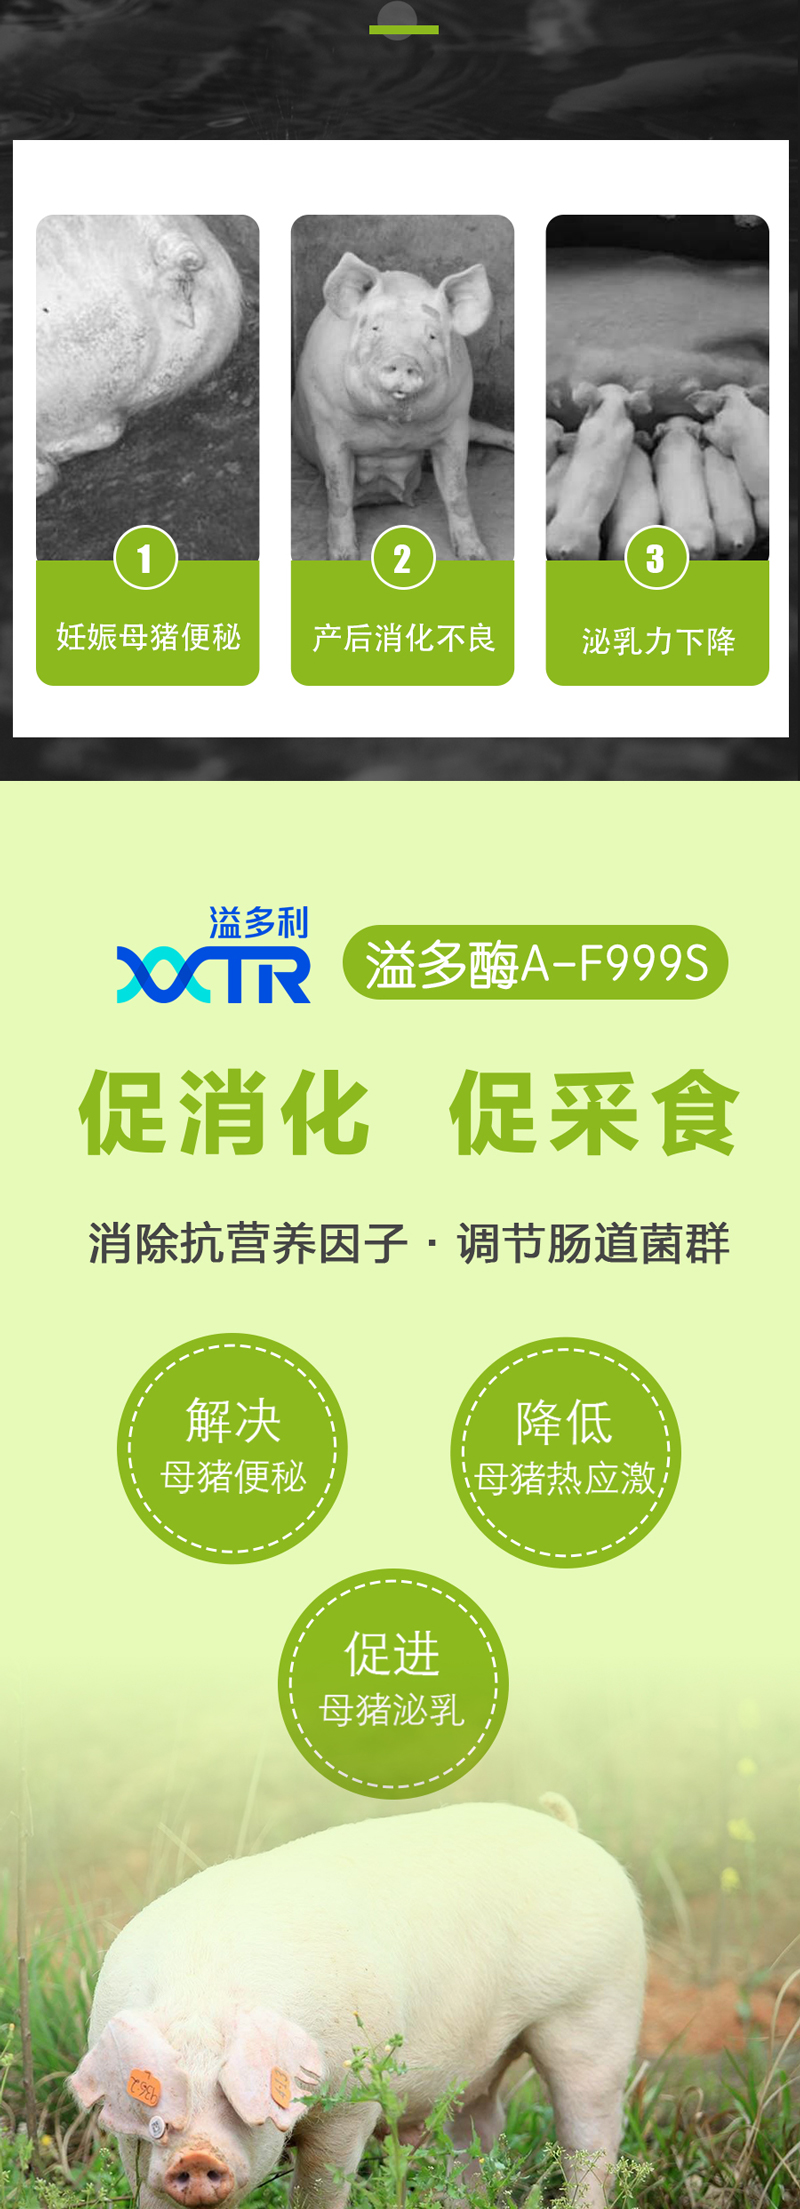 1
妊娠母猪便秘
2
产后消化不良
3
泌乳力下降
溢多利
XTR
溢多酶A-F999S
促消化 促采食
消除抗营养因子·调节肠道菌群
解决
母猪便秘
降低
母猪热应激
促进
母猪泌乳